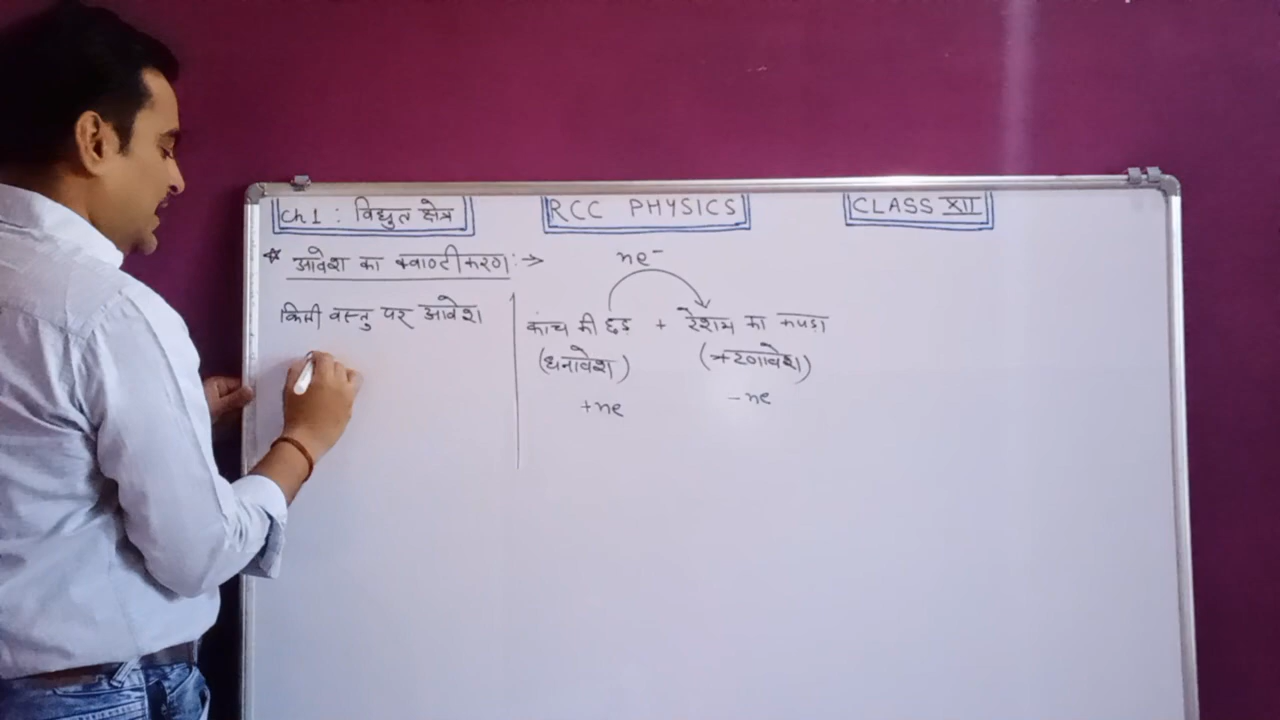 Ch 1 : विद्युत क्षेत्र
RCC PHYSICS
CLASS XII
☆ आवेश का क्वाण्टीकरण :→
किसी वस्तु पर आवेश
ne⁻
कांच की छड़ + रेशम का कपड़ा
(धनावेश) (ऋणावेश)
+ne -ne